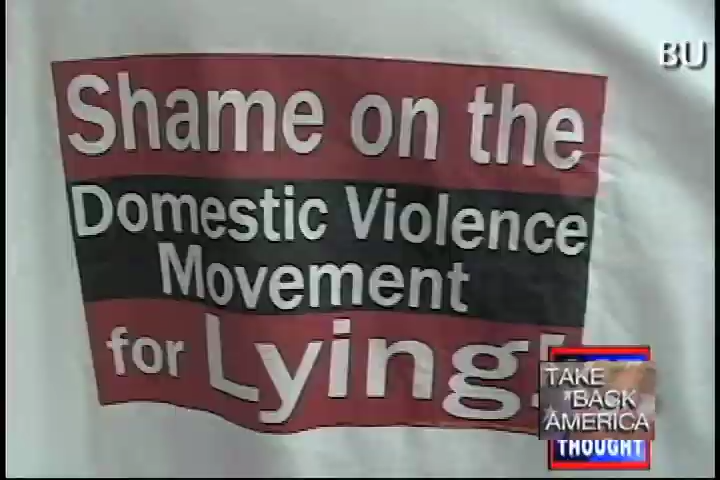 BU
Shame on the
Domestic Violence
Movement
for Lying!
TAKE
BACK
AMERICA
THOUGHT